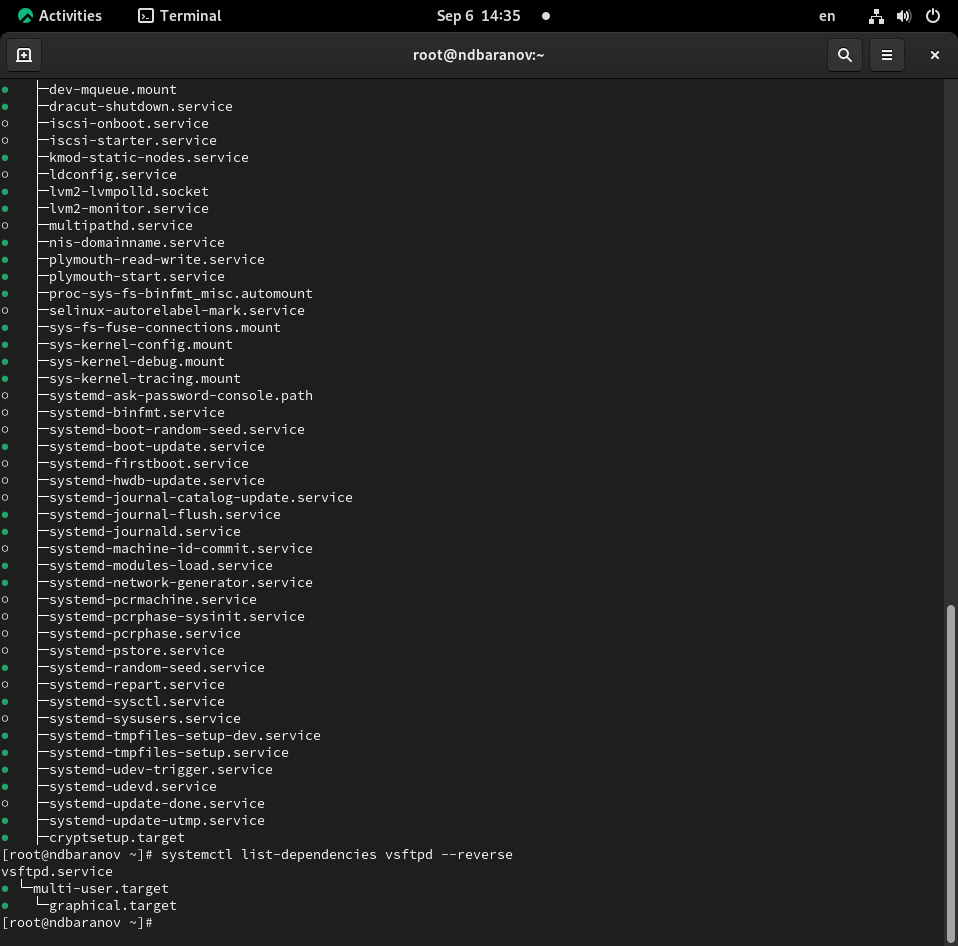 Activities Terminal Sep 6 14:35 en
root@ndbaranov:~
├─dev-mqueue.mount
├─dracut-shutdown.service
├─iscsi-onboot.service
├─iscsi-starter.service
├─kmod-static-nodes.service
├─ldconfig.service
├─lvm2-lvmpolld.socket
├─lvm2-monitor.service
├─multipathd.service
├─nis-domainname.service
├─plymouth-read-write.service
├─plymouth-start.service
├─proc-sys-fs-binfmt_misc.automount
├─selinux-autorelabel-mark.service
├─sys-fs-fuse-connections.mount
├─sys-kernel-config.mount
├─sys-kernel-debug.mount
├─sys-kernel-tracing.mount
├─systemd-ask-password-console.path
├─systemd-binfmt.service
├─systemd-boot-random-seed.service
├─systemd-boot-update.service
├─systemd-firstboot.service
├─systemd-hwdb-update.service
├─systemd-journal-catalog-update.service
├─systemd-journal-flush.service
├─systemd-journald.service
├─systemd-machine-id-commit.service
├─systemd-modules-load.service
├─systemd-network-generator.service
├─systemd-pcrmachine.service
├─systemd-pcrphase-sysinit.service
├─systemd-pcrphase.service
├─systemd-pstore.service
├─systemd-random-seed.service
├─systemd-repart.service
├─systemd-sysctl.service
├─systemd-sysusers.service
├─systemd-tmpfiles-setup-dev.service
├─systemd-tmpfiles-setup.service
├─systemd-udev-trigger.service
├─systemd-udevd.service
├─systemd-update-done.service
├─systemd-update-utmp.service
├─cryptsetup.target
[root@ndbaranov ~]# systemctl list-dependencies vsftpd --reverse
vsftpd.service
● └─multi-user.target
●   └─graphical.target
[root@ndbaranov ~]#